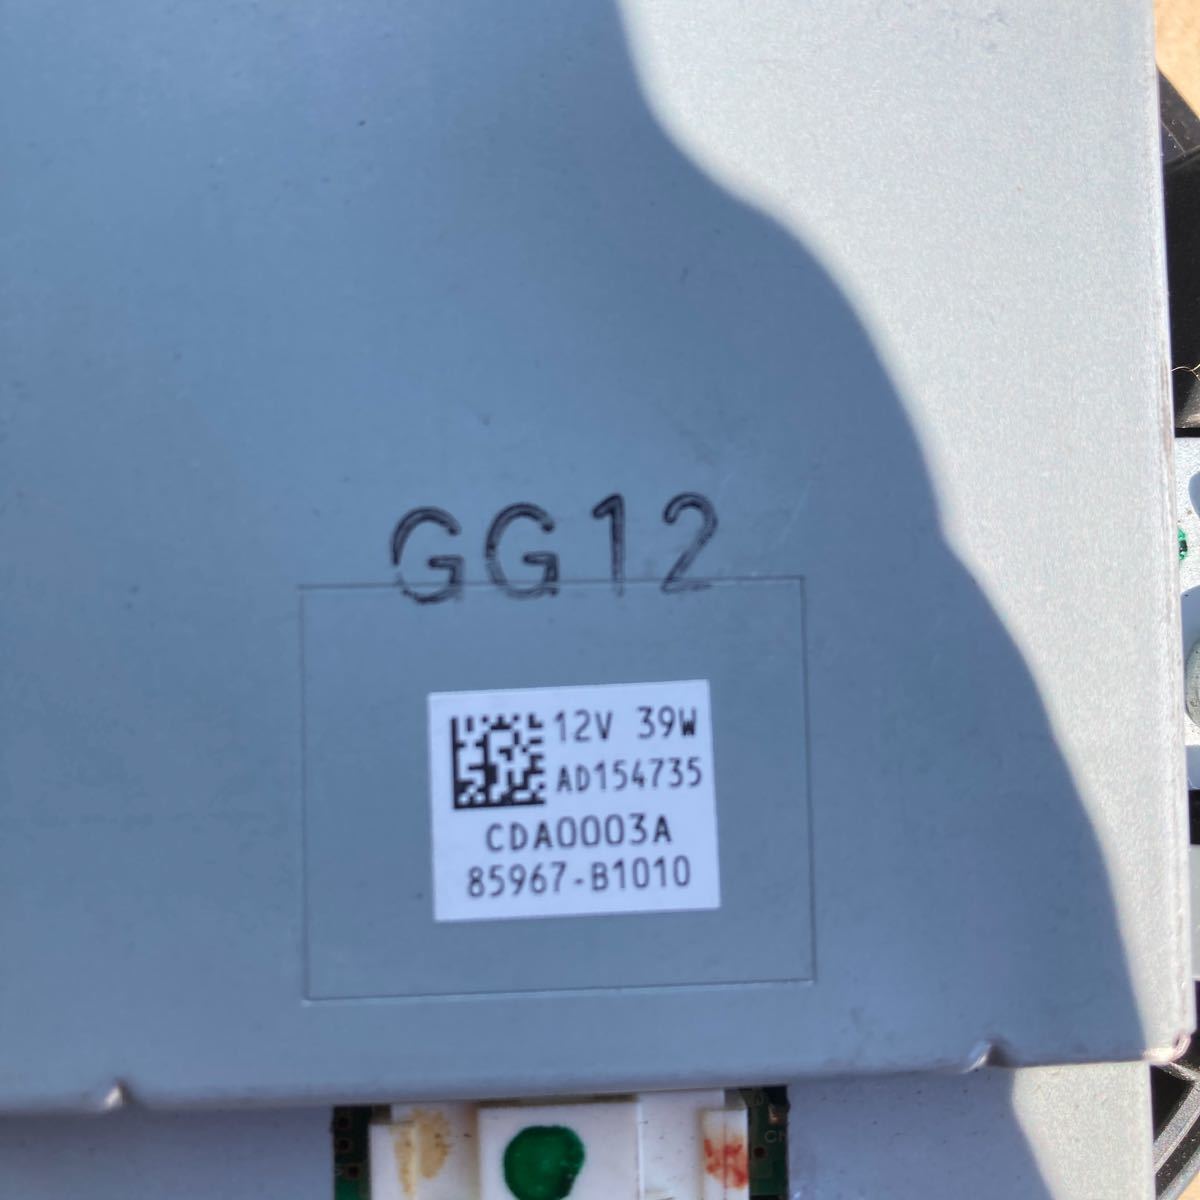 GG12
12V 39W
AD154735
CDA0003A
85967-B1010